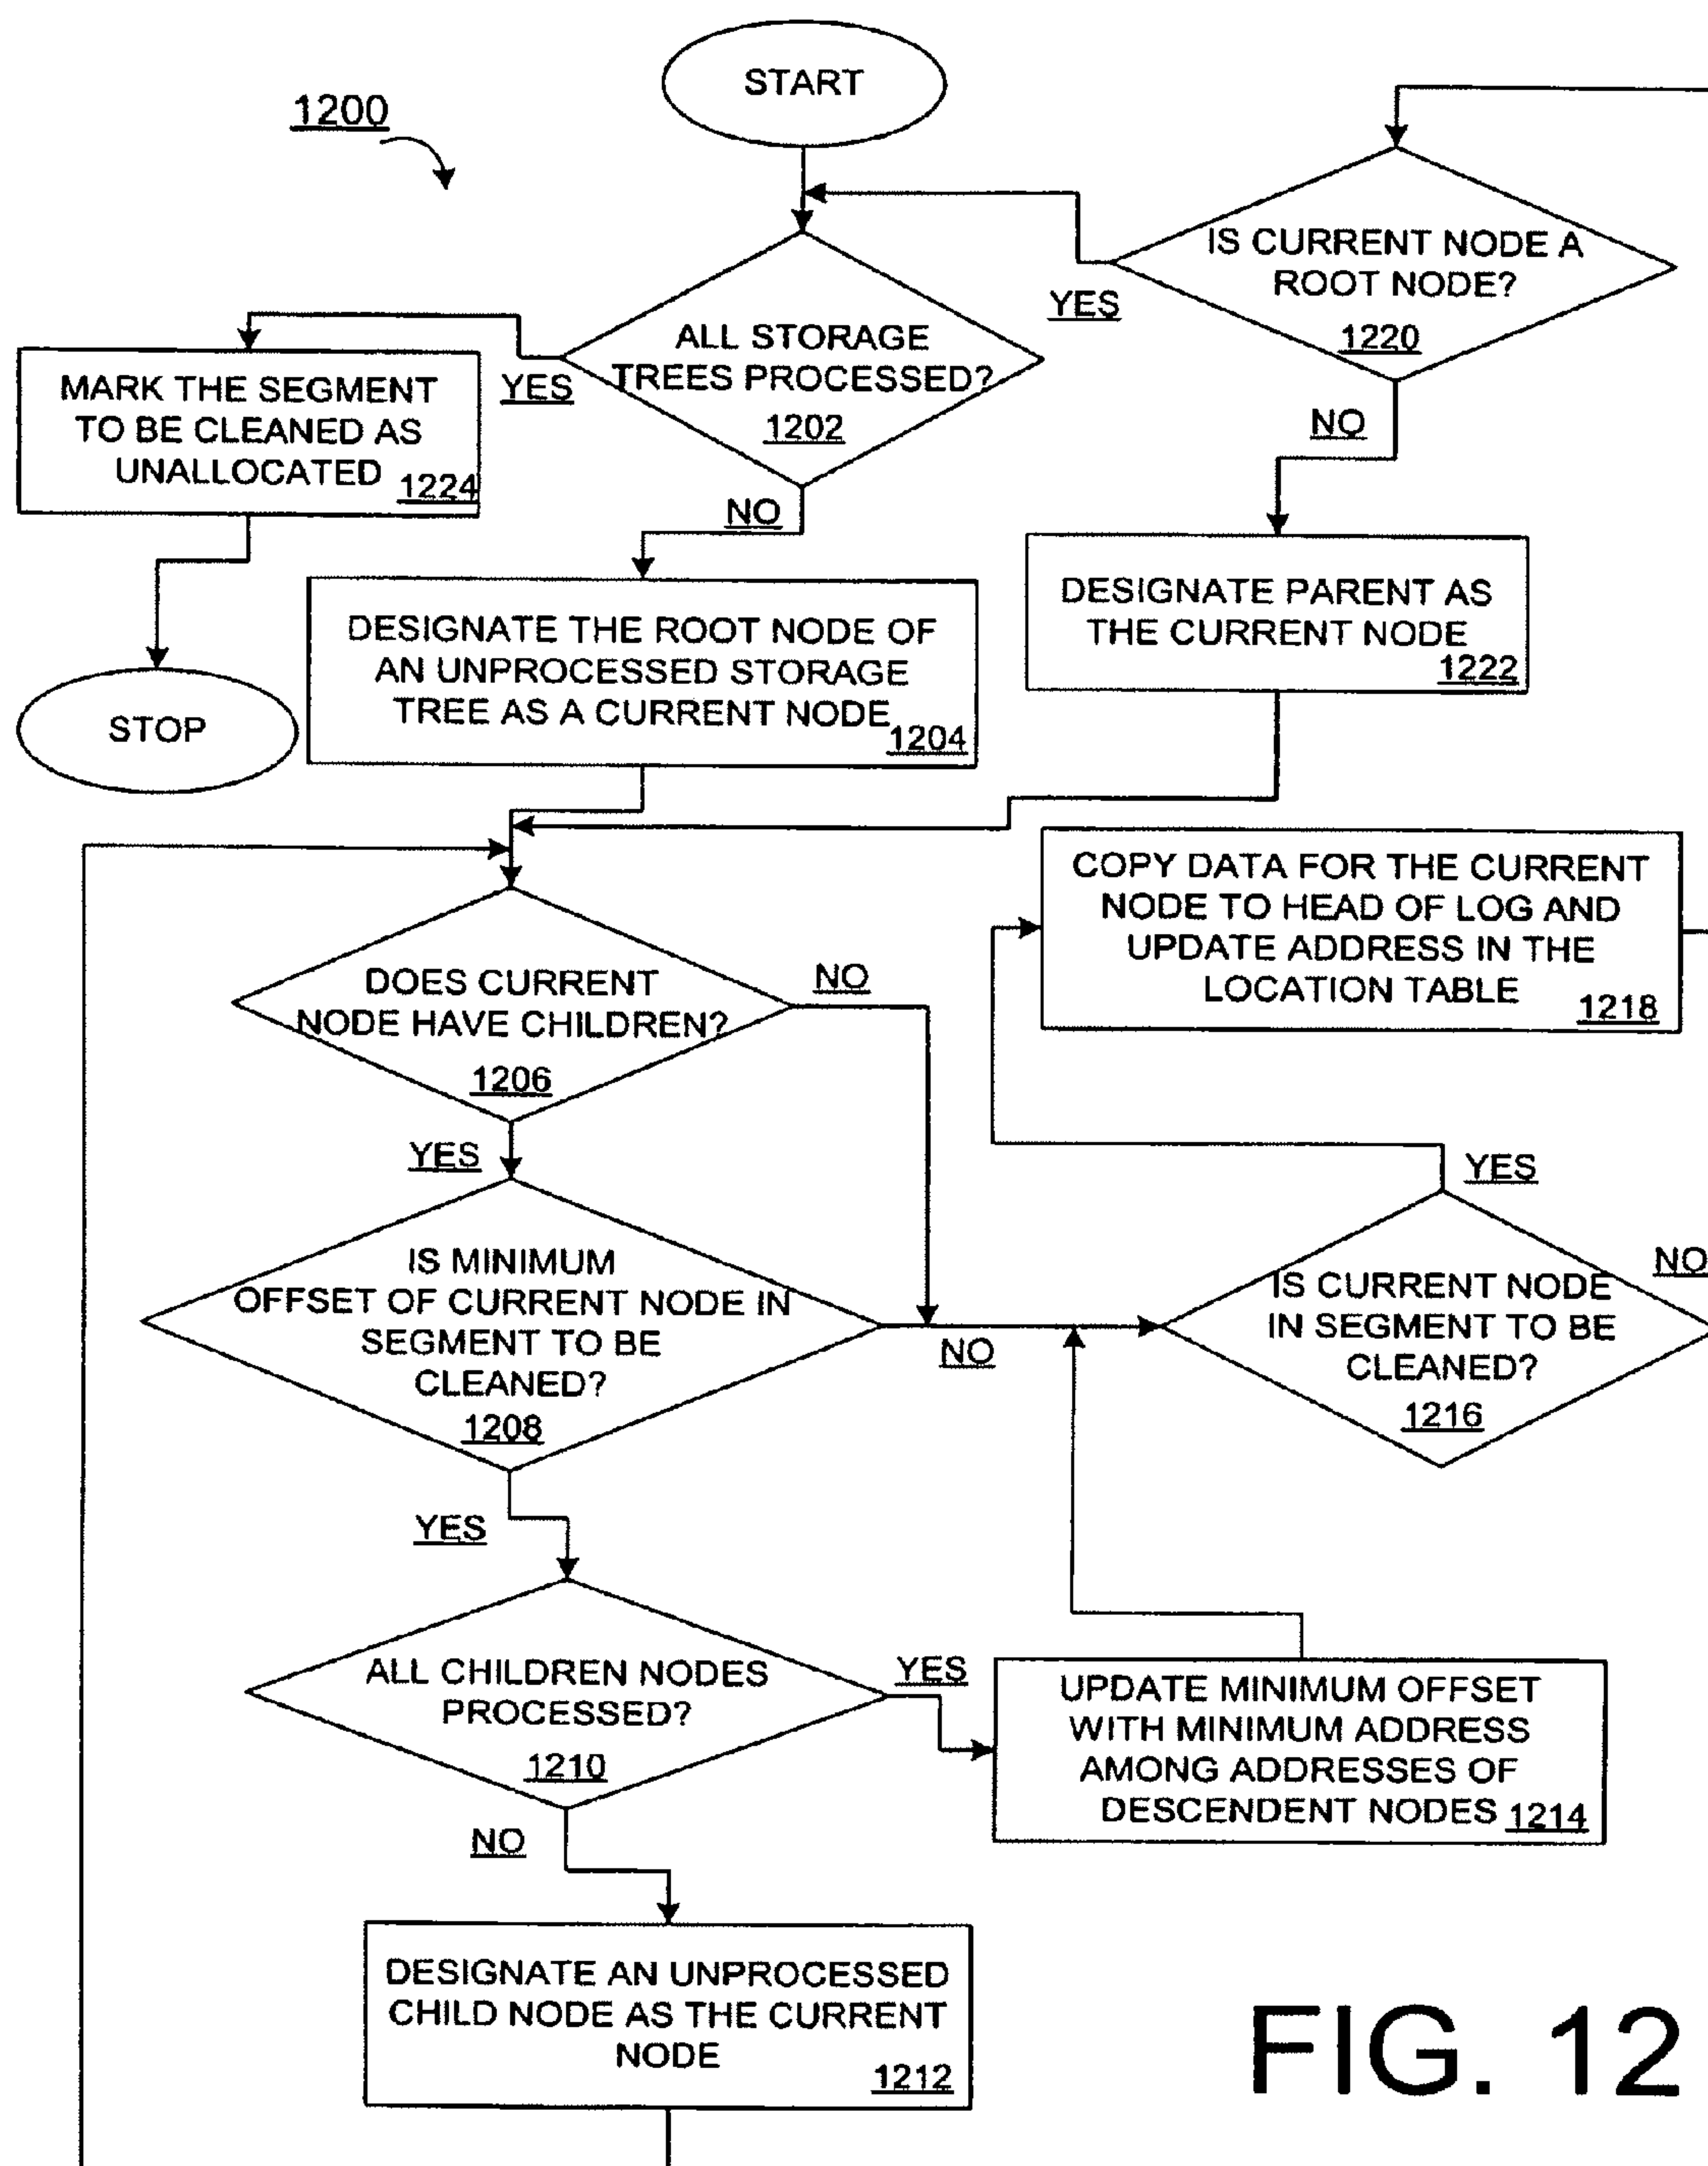 START
1200
IS CURRENT NODE A
ROOT NODE?
1220
YES
NO
ALL STORAGE
TREES PROCESSED?
1202
YES
NO
MARK THE SEGMENT
TO BE CLEANED AS
UNALLOCATED 1224
STOP
DESIGNATE THE ROOT NODE OF
AN UNPROCESSED STORAGE
TREE AS A CURRENT NODE 1204
DESIGNATE PARENT AS
THE CURRENT NODE
1222
COPY DATA FOR THE CURRENT
NODE TO HEAD OF LOG AND
UPDATE ADDRESS IN THE
LOCATION TABLE 1218
DOES CURRENT
NODE HAVE CHILDREN?
1206
NO
YES
IS MINIMUM
OFFSET OF CURRENT NODE IN
SEGMENT TO BE
CLEANED?
1208
NO
YES
YES
NO
IS CURRENT NODE
IN SEGMENT TO BE
CLEANED?
1216
ALL CHILDREN NODES
PROCESSED?
1210
YES
NO
UPDATE MINIMUM OFFSET
WITH MINIMUM ADDRESS
AMONG ADDRESSES OF
DESCENDENT NODES 1214
DESIGNATE AN UNPROCESSED
CHILD NODE AS THE CURRENT
NODE
1212
FIG. 12